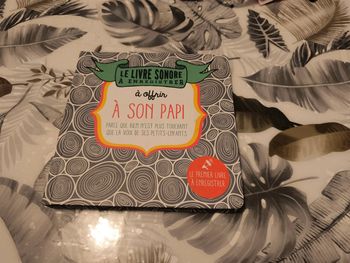 LE LIVRE SONORE
À ENREGISTRER
à offrir
À SON PAPI
PARCE QUE RIEN N'EST PLUS TOUCHANT
QUE LA VOIX DE SES PETITS-ENFANTS
LE PREMIER LIVRE
À ENREGISTRER